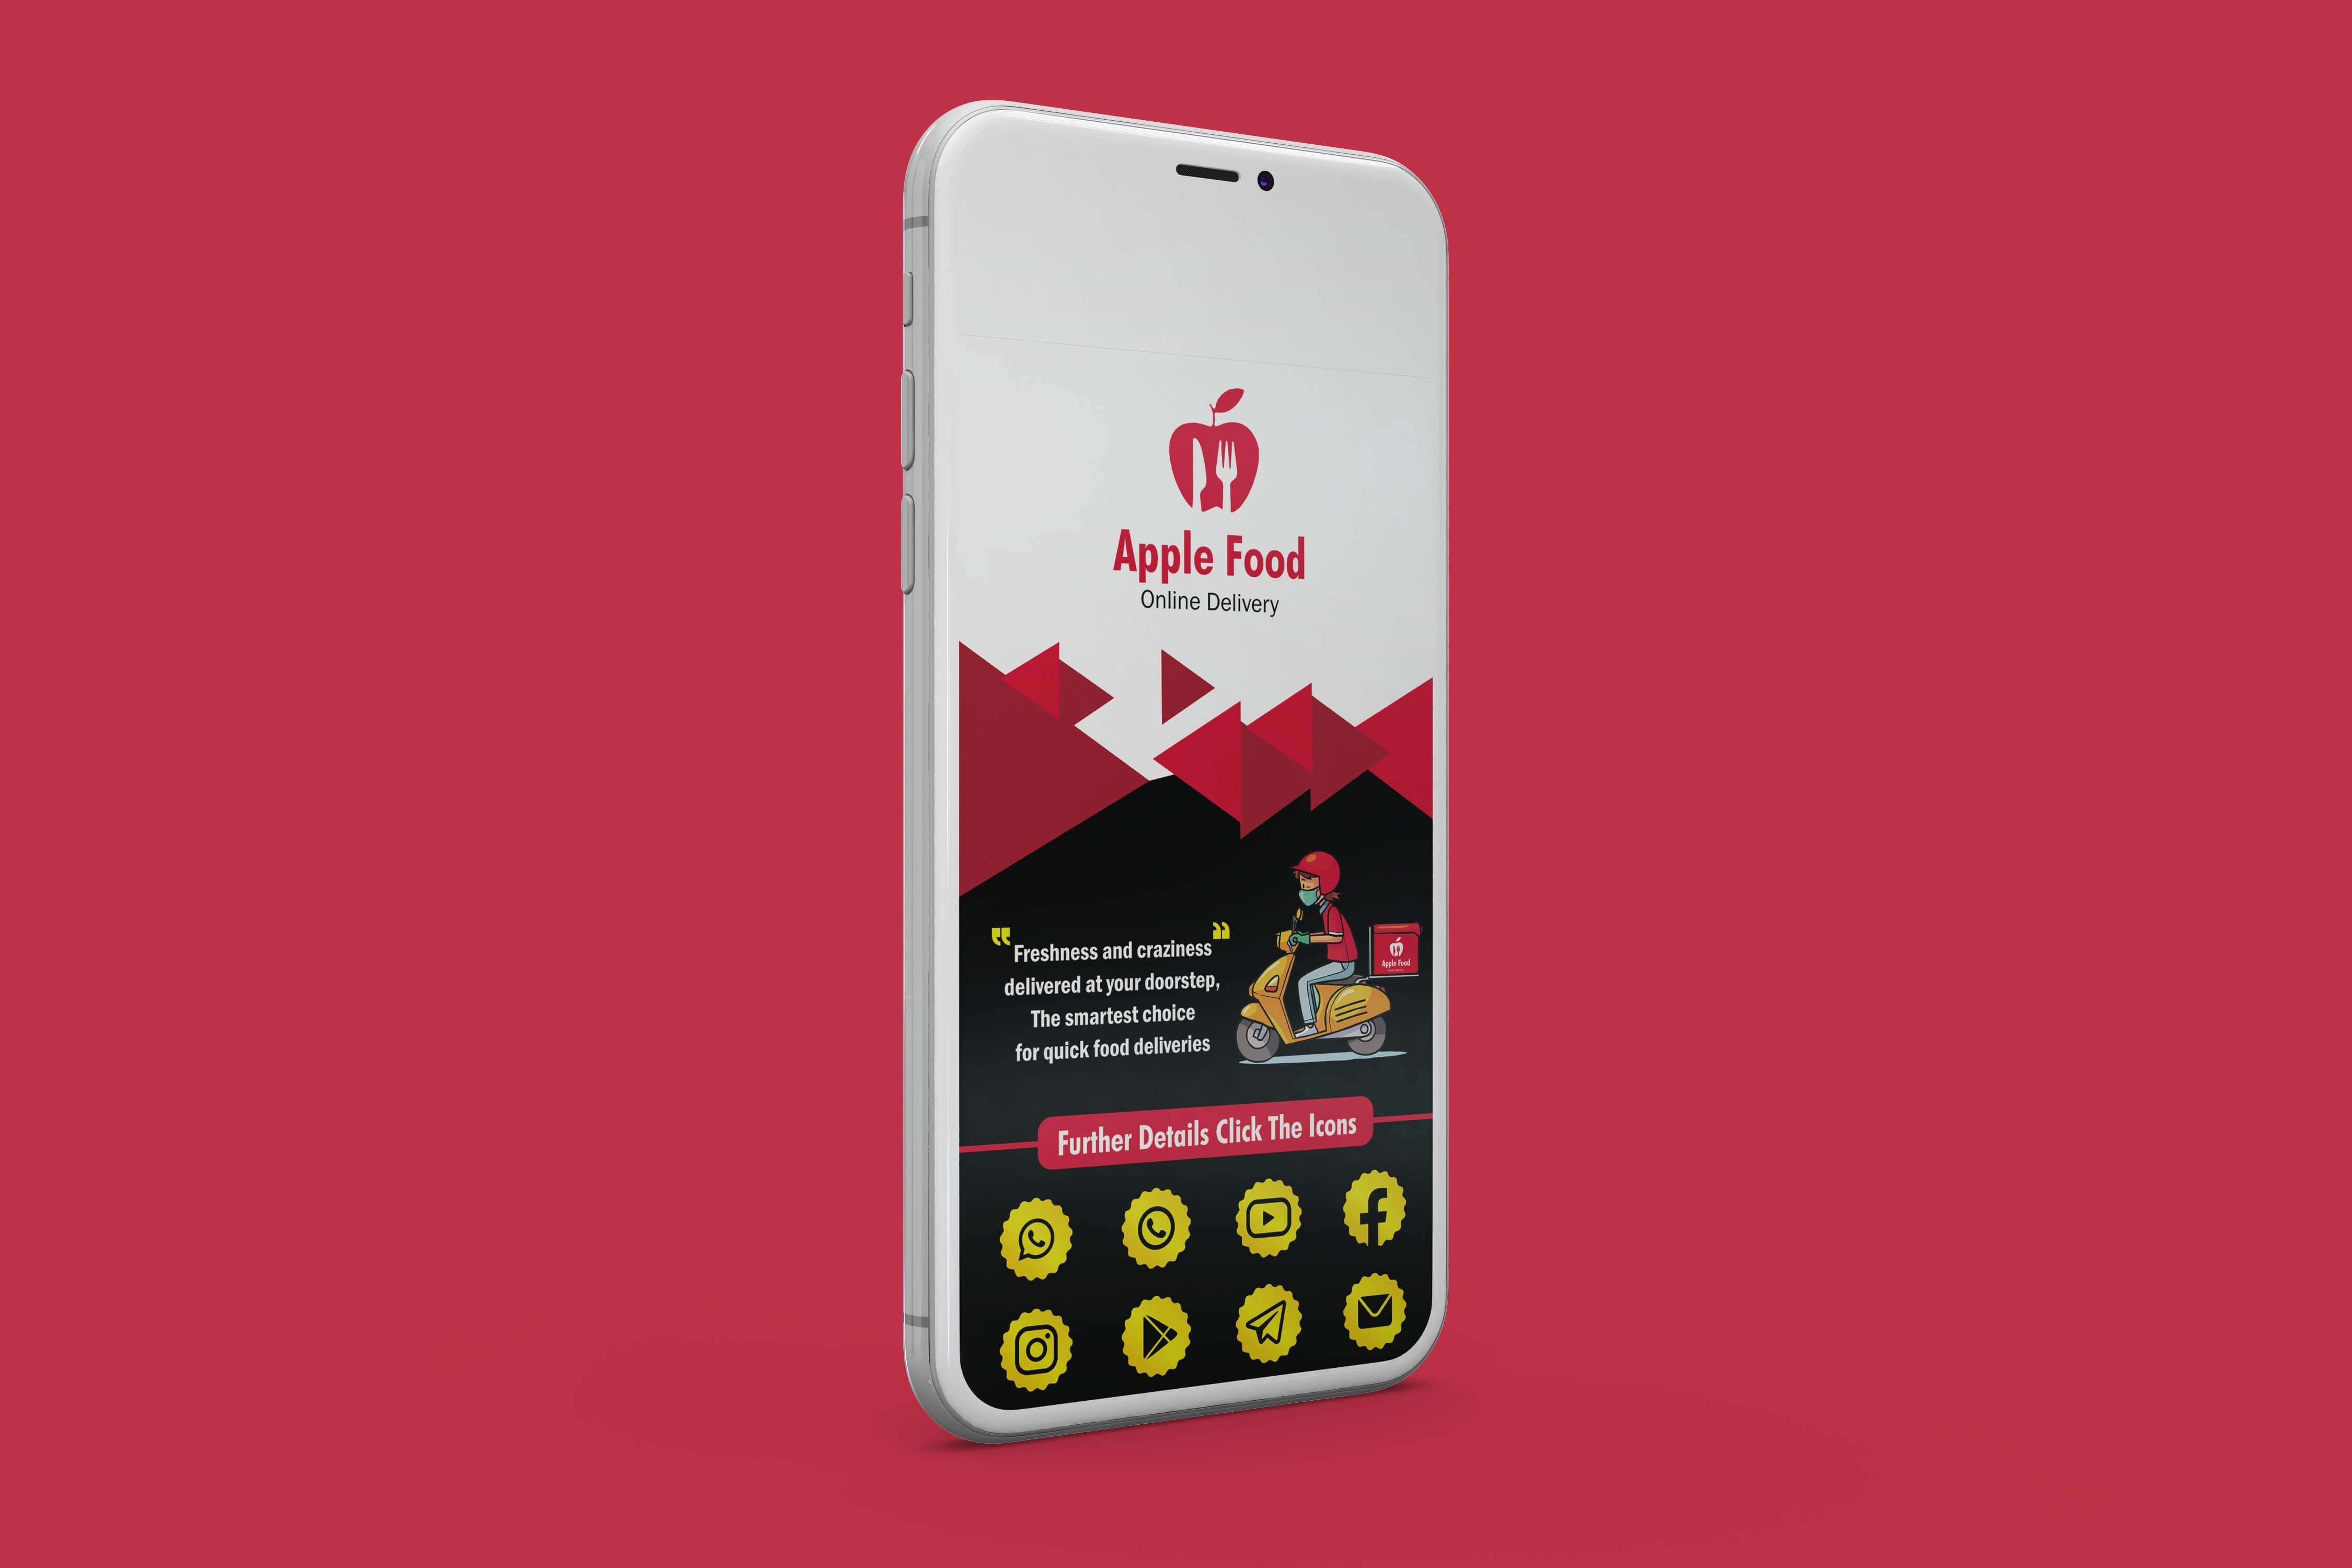 Apple Food
Online Delivery
"Freshness and craziness"
delivered at your doorstep,
The smartest choice
for quick food deliveries
Apple Food
Further Details Click The Icons